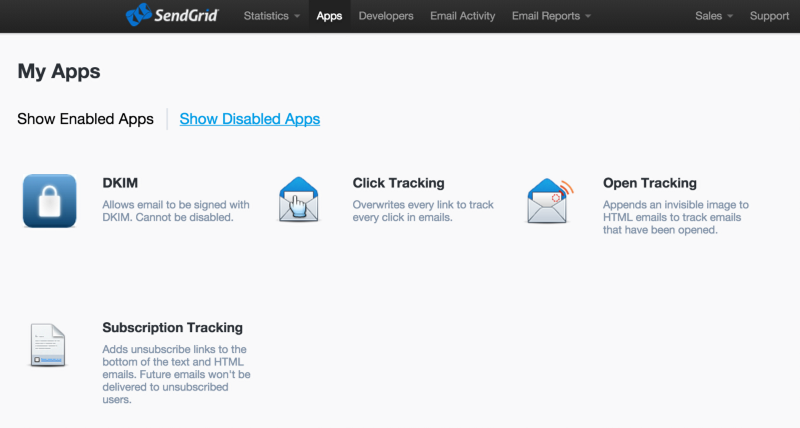 SendGrid
Statistics
Apps
Developers
Email Activity
Email Reports
Sales
Support
My Apps
Show Enabled Apps
Show Disabled Apps
DKIM
Allows email to be signed with
DKIM. Cannot be disabled.
Click Tracking
Overwrites every link to track
every click in emails.
Open Tracking
Appends an invisible image to
HTML emails to track emails
that have been opened.
Subscription Tracking
Adds unsubscribe links to the
bottom of the text and HTML
emails. Future emails won't be
delivered to unsubscribed
users.